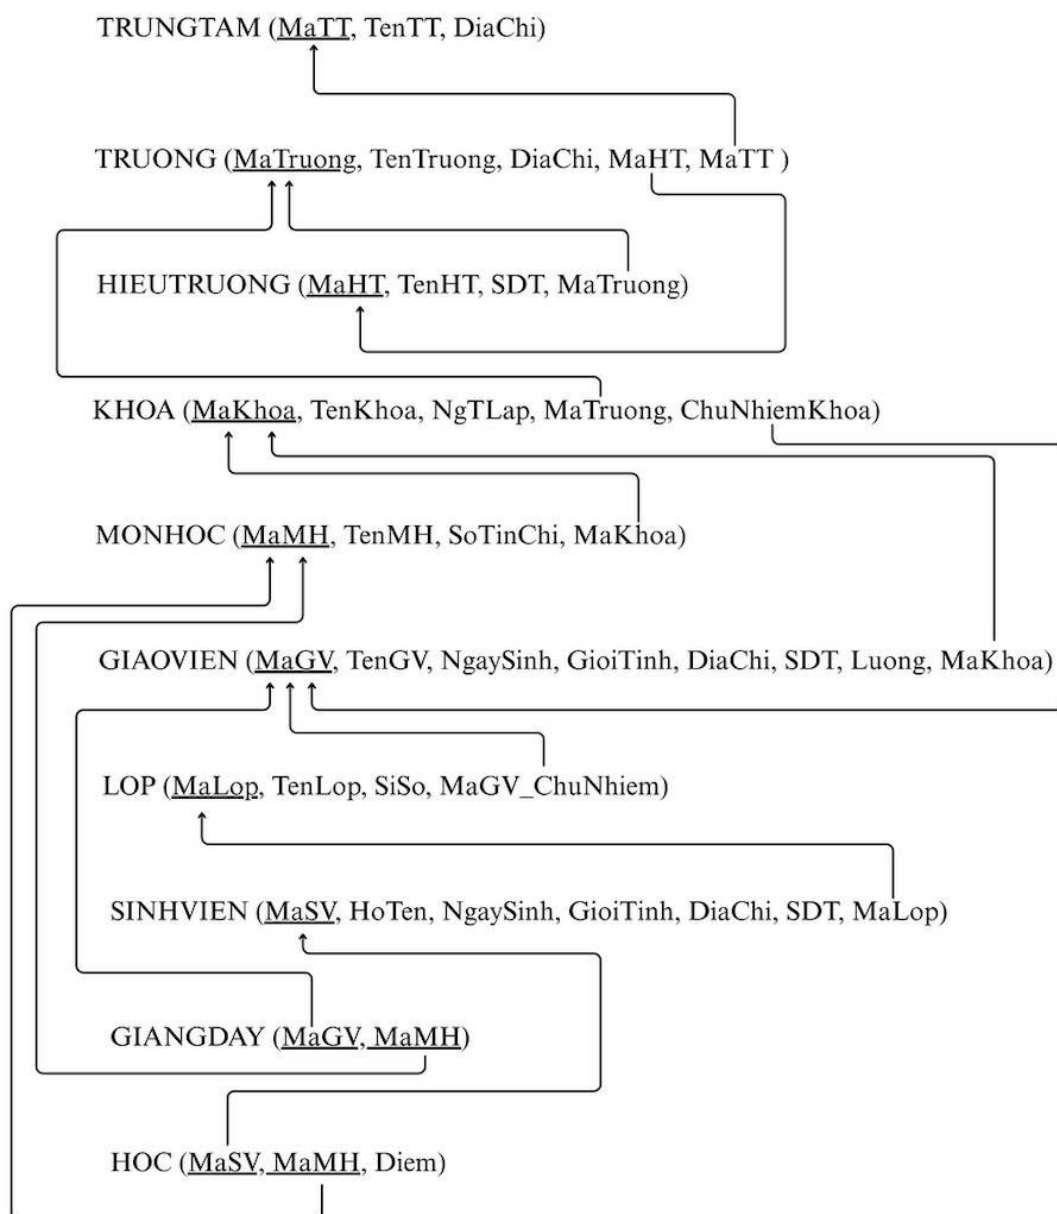 TRUNGTAM (MaTT, TenTT, DiaChi)
TRUONG (MaTruong, TenTruong, DiaChi, MaHT, MaTT )
HIEUTRUONG (MaHT, TenHT, SDT, MaTruong)
KHOA (MaKhoa, TenKhoa, NgTLap, MaTruong, ChuNhiemKhoa)
MONHOC (MaMH, TenMH, SoTinChi, MaKhoa)
GIAOVIEN (MaGV, TenGV, NgaySinh, GioiTinh, DiaChi, SDT, Luong, MaKhoa)
LOP (MaLop, TenLop, SiSo, MaGV_ChuNhiem)
SINHVIEN (MaSV, HoTen, NgaySinh, GioiTinh, DiaChi, SDT, MaLop)
GIANGDAY (MaGV, MaMH)
HOC (MaSV, MaMH, Diem)